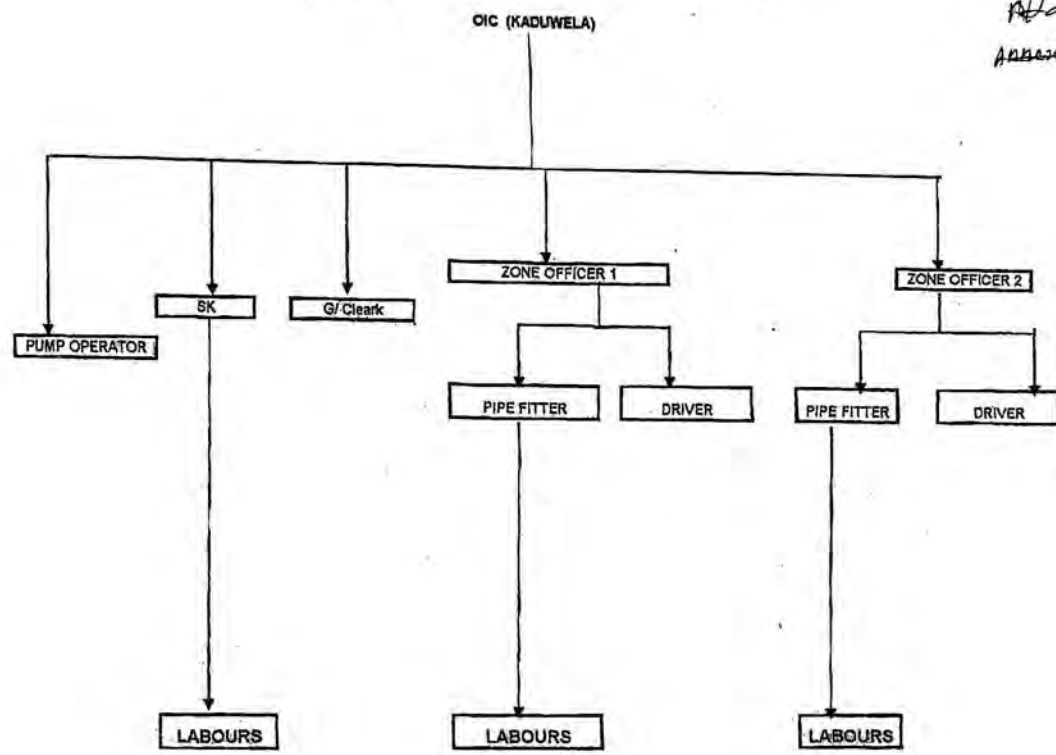 OIC (KADUWELA)
ZONE OFFICER 1
ZONE OFFICER 2
SK
G/ Cleark
PUMP OPERATOR
PIPE FITTER
DRIVER
PIPE FITTER
DRIVER
LABOURS
LABOURS
LABOURS